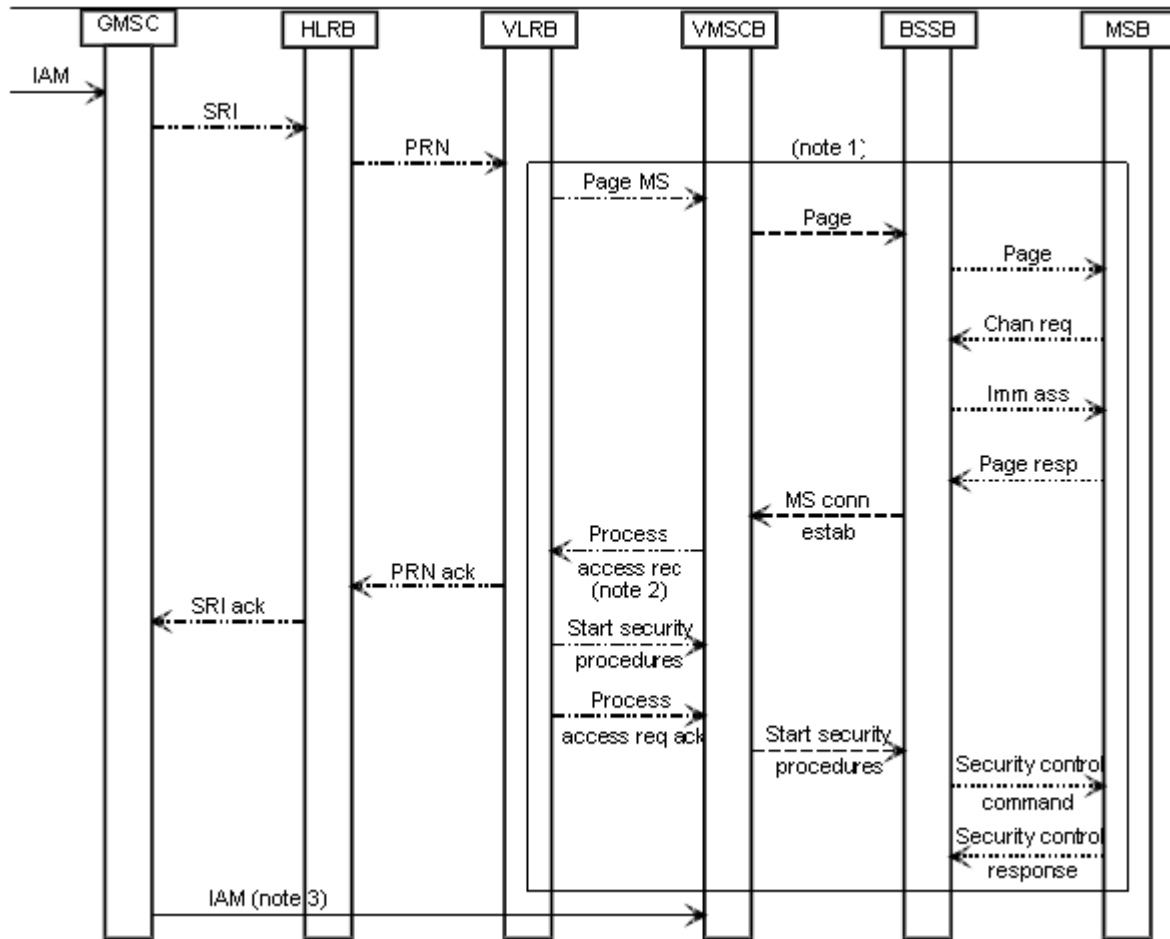 GMSC
HLRB
VLRB
VMSCB
BSSB
MSB
IAM
SRI
PRN
(note 1)
Page MS
Page
Page
Chan req
Imm ass
Page resp
MS conn
estab
Process
access rec
(note 2)
PRN ack
SRI ack
Start security
procedures
Process
access req ack
Start security
procedures
Security control
command
Security control
response
IAM (note 3)